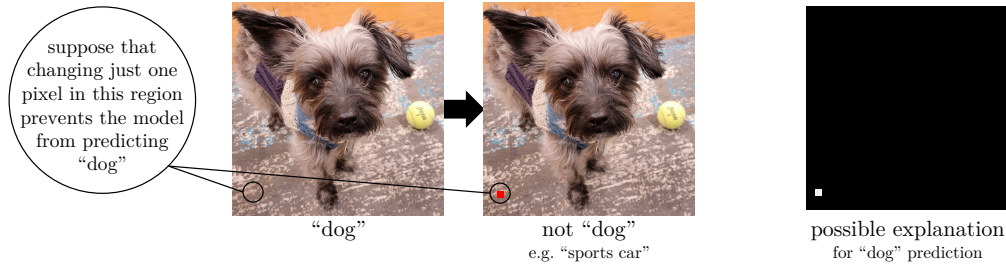 suppose that
changing just one
pixel in this region
prevents the model
from predicting
“dog”
“dog”
not “dog”
e.g. “sports car”
possible explanation
for “dog” prediction